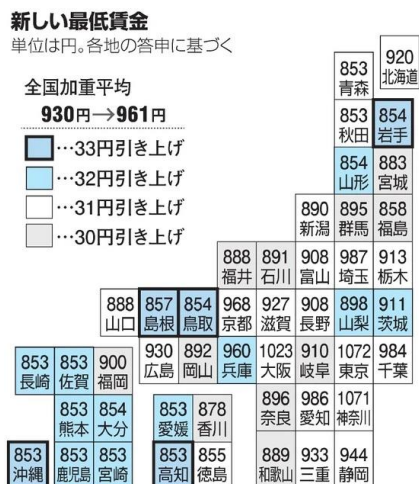 新しい最低賃金
単位は円。各地の答申に基づく
全国加重平均
930円→961円
…33円引き上げ
…32円引き上げ
…31円引き上げ
…30円引き上げ
920
北海道
853
青森
853
秋田
854
岩手
854
山形
883
宮城
890
新潟
895
群馬
858
福島
888
福井
891
石川
908
富山
987
埼玉
913
栃木
888
山口
857
島根
854
鳥取
968
京都
927
滋賀
908
長野
898
山梨
911
茨城
853
長崎
853
佐賀
900
福岡
930
広島
892
岡山
960
兵庫
1023
大阪
910
岐阜
1072
東京
984
千葉
853
熊本
854
大分
853
愛媛
878
香川
896
奈良
986
愛知
1071
神奈川
853
沖縄
853
鹿児島
853
宮崎
853
高知
855
徳島
889
和歌山
933
三重
944
静岡